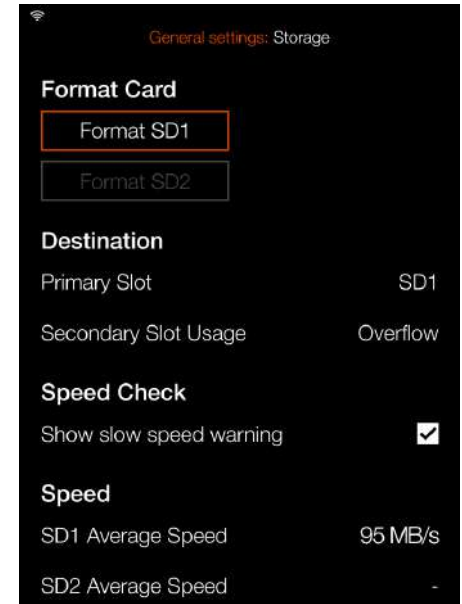 General settings: Storage
Format Card
Format SD1
Format SD2
Destination
Primary Slot SD1
Secondary Slot Usage Overflow
Speed Check
Show slow speed warning
Speed
SD1 Average Speed 95 MB/s
SD2 Average Speed -